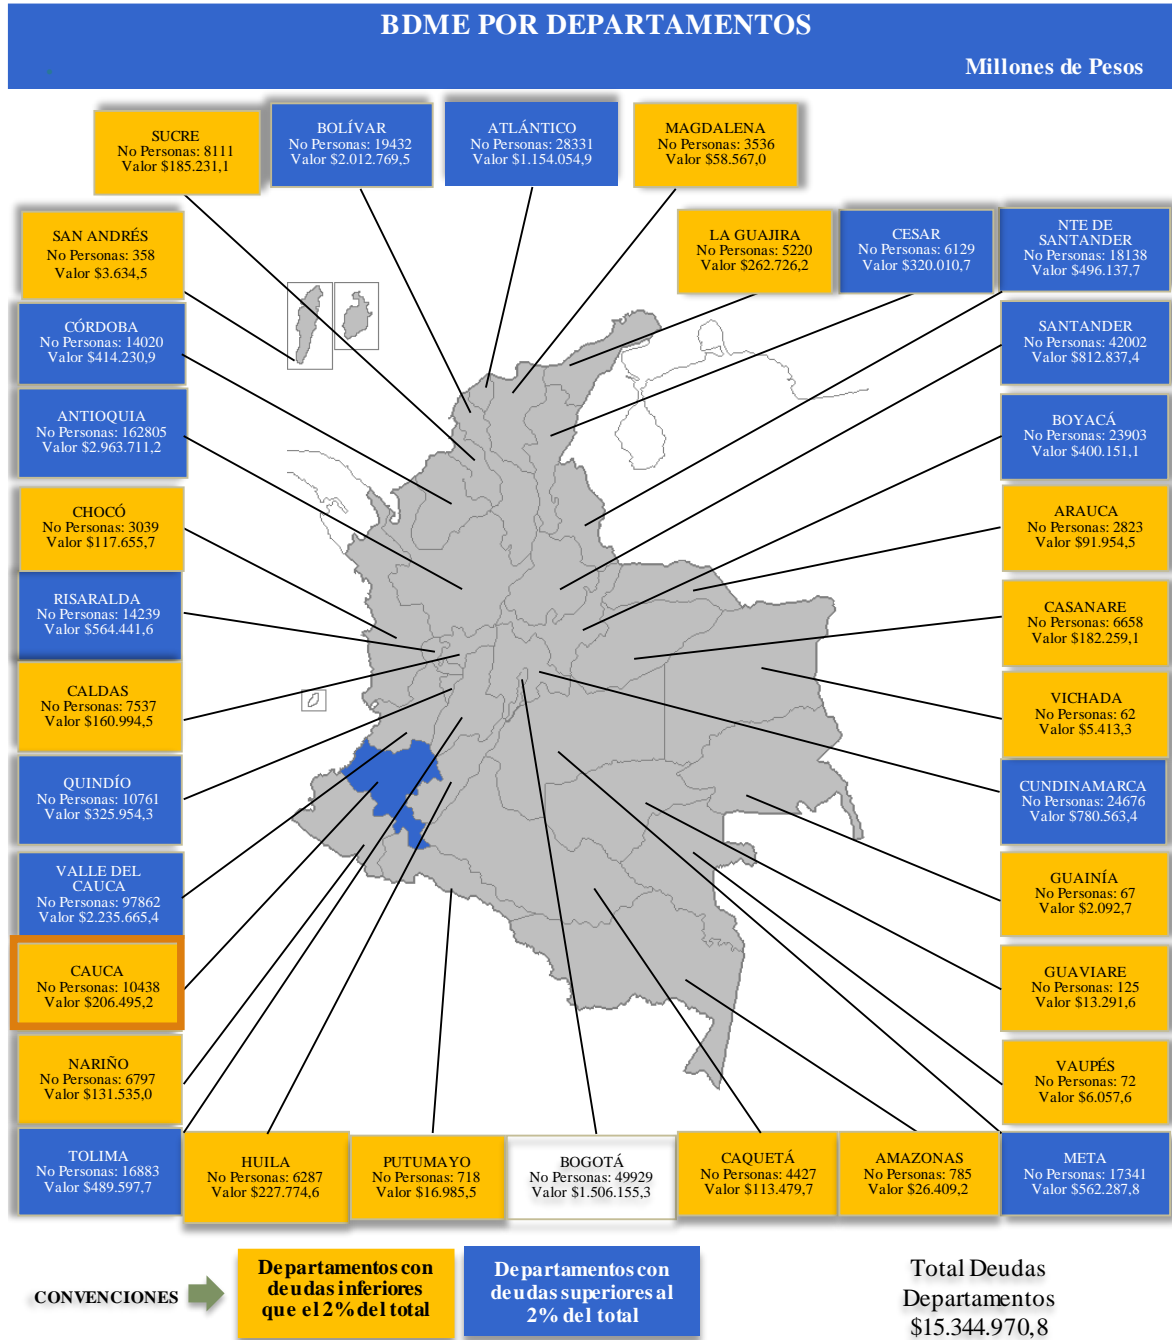 BDME POR DEPARTAMENTOS
Millones de Pesos
SUCRE
No Personas: 8111
Valor $185.231,1
BOLÍVAR
No Personas: 19432
Valor $2.012.769,5
ATLÁNTICO
No Personas: 28331
Valor $1.154.054,9
MAGDALENA
No Personas: 3536
Valor $58.567,0
SAN ANDRÉS
No Personas: 358
Valor $3.634,5
LA GUAJIRA
No Personas: 5220
Valor $262.726,2
CESAR
No Personas: 6129
Valor $320.010,7
NTE DE
SANTANDER
No Personas: 18138
Valor $496.137,7
CÓRDOBA
No Personas: 14020
Valor $414.230,9
SANTANDER
No Personas: 42002
Valor $812.837,4
ANTIOQUIA
No Personas: 162805
Valor $2.963.711,2
BOYACÁ
No Personas: 23903
Valor $400.151,1
CHOCÓ
No Personas: 3039
Valor $117.655,7
ARAUCA
No Personas: 2823
Valor $91.954,5
RISARALDA
No Personas: 14239
Valor $564.441,6
CASANARE
No Personas: 6658
Valor $182.259,1
CALDAS
No Personas: 7537
Valor $160.994,5
VICHADA
No Personas: 62
Valor $5.413,3
QUINDÍO
No Personas: 10761
Valor $325.954,3
CUNDINAMARCA
No Personas: 24676
Valor $780.563,4
VALLE DEL
CAUCA
No Personas: 97862
Valor $2.235.665,4
GUAINÍA
No Personas: 67
Valor $2.092,7
CAUCA
No Personas: 10438
Valor $206.495,2
GUAVIARE
No Personas: 125
Valor $13.291,6
NARIÑO
No Personas: 6797
Valor $131.535,0
VAUPÉS
No Personas: 72
Valor $6.057,6
TOLIMA
No Personas: 16883
Valor $489.597,7
HUILA
No Personas: 6287
Valor $227.774,6
PUTUMAYO
No Personas: 718
Valor $16.985,5
BOGOTÁ
No Personas: 49929
Valor $1.506.155,3
CAQUETÁ
No Personas: 4427
Valor $113.479,7
AMAZONAS
No Personas: 785
Valor $26.409,2
META
No Personas: 17341
Valor $562.287,8
CONVENCIONES
Departamentos con
deudas inferiores
que el 2% del total
Departamentos con
deudas superiores al
2% del total
Total Deudas
Departamentos
$15.344.970,8